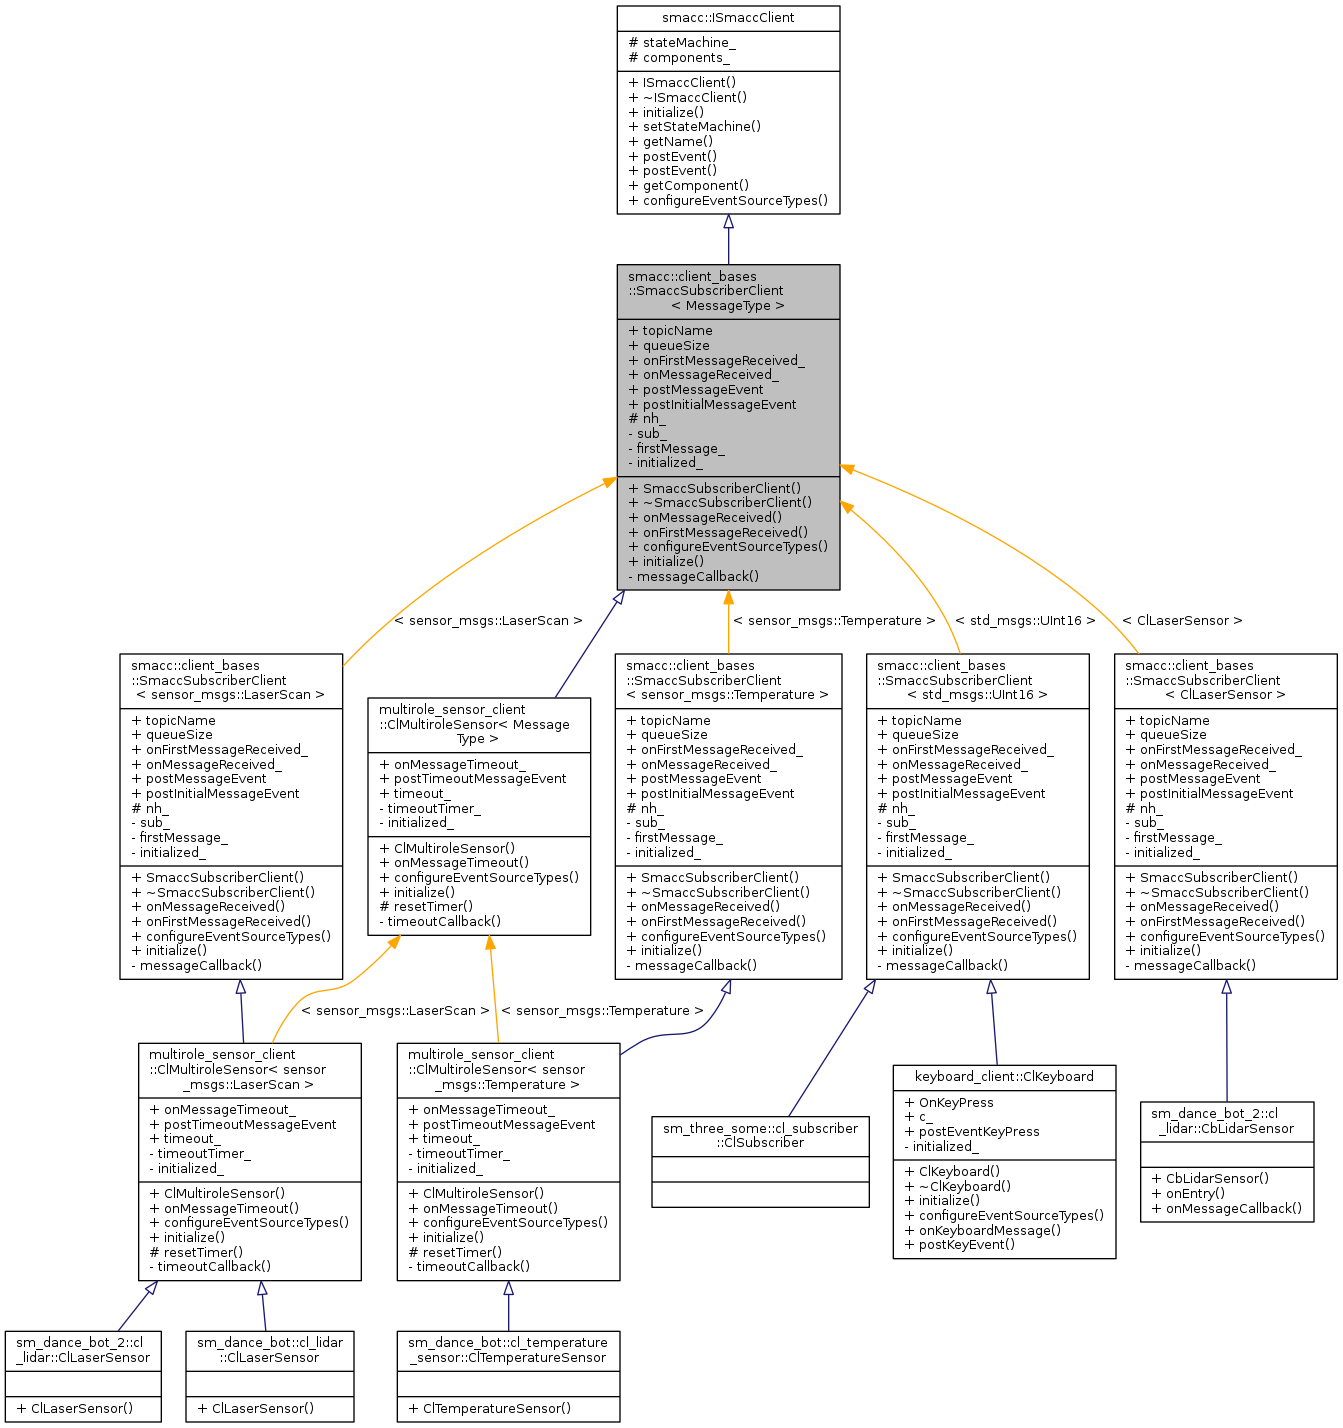 smacc::ISmaccClient
# stateMachine_
# components_
+ ISmaccClient()
+ ~ISmaccClient()
+ initialize()
+ setStateMachine()
+ getName()
+ postEvent()
+ postEvent()
+ getComponent()
+ configureEventSourceTypes()
smacc::client_bases
::SmaccSubscriberClient
< MessageType >
+ topicName
+ queueSize
+ onFirstMessageReceived_
+ onMessageReceived_
+ postMessageEvent
+ postInitialMessageEvent
# nh_
- sub_
- firstMessage_
- initialized_
+ SmaccSubscriberClient()
+ ~SmaccSubscriberClient()
+ onMessageReceived()
+ onFirstMessageReceived()
+ configureEventSourceTypes()
+ initialize()
- messageCallback()
< sensor_msgs::LaserScan >
< sensor_msgs::Temperature >
< std_msgs::UInt16 >
< ClLaserSensor >
smacc::client_bases
::SmaccSubscriberClient
< sensor_msgs::LaserScan >
+ topicName
+ queueSize
+ onFirstMessageReceived_
+ onMessageReceived_
+ postMessageEvent
+ postInitialMessageEvent
# nh_
- sub_
- firstMessage_
- initialized_
+ SmaccSubscriberClient()
+ ~SmaccSubscriberClient()
+ onMessageReceived()
+ onFirstMessageReceived()
+ configureEventSourceTypes()
+ initialize()
- messageCallback()
multirole_sensor_client
::ClMultiroleSensor< Message
Type >
+ onMessageTimeout_
+ postTimeoutMessageEvent
+ timeout_
- timeoutTimer_
- initialized_
+ ClMultiroleSensor()
+ onMessageTimeout()
+ configureEventSourceTypes()
+ initialize()
# resetTimer()
- timeoutCallback()
smacc::client_bases
::SmaccSubscriberClient
< sensor_msgs::Temperature >
+ topicName
+ queueSize
+ onFirstMessageReceived_
+ onMessageReceived_
+ postMessageEvent
+ postInitialMessageEvent
# nh_
- sub_
- firstMessage_
- initialized_
+ SmaccSubscriberClient()
+ ~SmaccSubscriberClient()
+ onMessageReceived()
+ onFirstMessageReceived()
+ configureEventSourceTypes()
+ initialize()
- messageCallback()
smacc::client_bases
::SmaccSubscriberClient
< std_msgs::UInt16 >
+ topicName
+ queueSize
+ onFirstMessageReceived_
+ onMessageReceived_
+ postMessageEvent
+ postInitialMessageEvent
# nh_
- sub_
- firstMessage_
- initialized_
+ SmaccSubscriberClient()
+ ~SmaccSubscriberClient()
+ onMessageReceived()
+ onFirstMessageReceived()
+ configureEventSourceTypes()
+ initialize()
- messageCallback()
smacc::client_bases
::SmaccSubscriberClient
< ClLaserSensor >
+ topicName
+ queueSize
+ onFirstMessageReceived_
+ onMessageReceived_
+ postMessageEvent
+ postInitialMessageEvent
# nh_
- sub_
- firstMessage_
- initialized_
+ SmaccSubscriberClient()
+ ~SmaccSubscriberClient()
+ onMessageReceived()
+ onFirstMessageReceived()
+ configureEventSourceTypes()
+ initialize()
- messageCallback()
< sensor_msgs::LaserScan >
< sensor_msgs::Temperature >
multirole_sensor_client
::ClMultiroleSensor< sensor
_msgs::LaserScan >
+ onMessageTimeout_
+ postTimeoutMessageEvent
+ timeout_
- timeoutTimer_
- initialized_
+ ClMultiroleSensor()
+ onMessageTimeout()
+ configureEventSourceTypes()
+ initialize()
# resetTimer()
- timeoutCallback()
multirole_sensor_client
::ClMultiroleSensor< sensor
_msgs::Temperature >
+ onMessageTimeout_
+ postTimeoutMessageEvent
+ timeout_
- timeoutTimer_
- initialized_
+ ClMultiroleSensor()
+ onMessageTimeout()
+ configureEventSourceTypes()
+ initialize()
# resetTimer()
- timeoutCallback()
sm_three_some::cl_subscriber
::ClSubscriber
keyboard_client::ClKeyboard
+ OnKeyPress
+ c_
+ postEventKeyPress
- initialized_
+ ClKeyboard()
+ ~ClKeyboard()
+ initialize()
+ configureEventSourceTypes()
+ onKeyboardMessage()
+ postKeyEvent()
sm_dance_bot_2::cl
_lidar::CbLidarSensor
+ CbLidarSensor()
+ onEntry()
+ onMessageCallback()
sm_dance_bot_2::cl
_lidar::ClLaserSensor
+ ClLaserSensor()
sm_dance_bot::cl_lidar
::ClLaserSensor
+ ClLaserSensor()
sm_dance_bot::cl_temperature
_sensor::ClTemperatureSensor
+ ClTemperatureSensor()